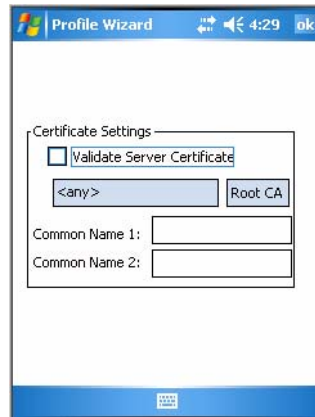 Profile Wizard 4:29 ok
Certificate Settings
Validate Server Certificate
<any> Root CA
Common Name 1:
Common Name 2: